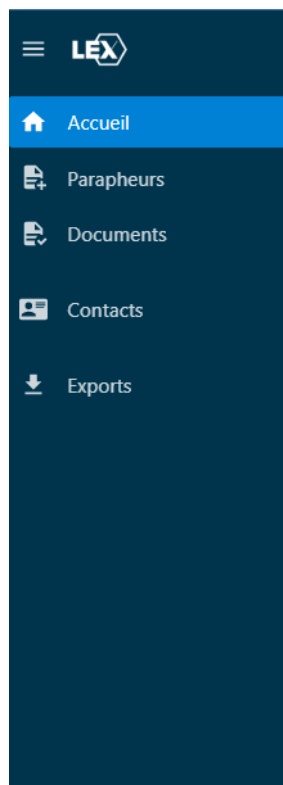 LEX
Accueil
Parapheurs
Documents
Contacts
Exports